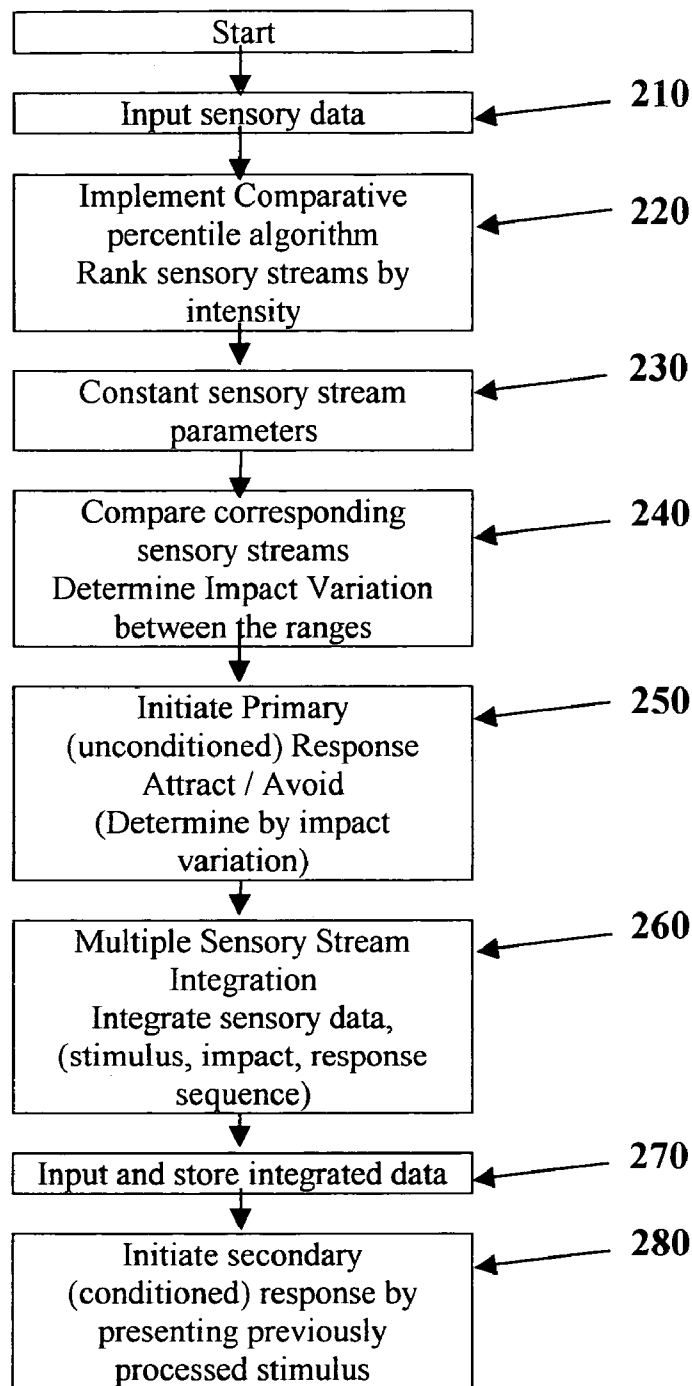 Start
Input sensory data
210
Implement Comparative
percentile algorithm
Rank sensory streams by
intensity
220
Constant sensory stream
parameters
230
Compare corresponding
sensory streams
Determine Impact Variation
between the ranges
240
Initiate Primary
(unconditioned) Response
Attract / Avoid
(Determine by impact
variation)
250
Multiple Sensory Stream
Integration
Integrate sensory data,
(stimulus, impact, response
sequence)
260
Input and store integrated data
270
Initiate secondary
(conditioned) response by
presenting previously
processed stimulus
280